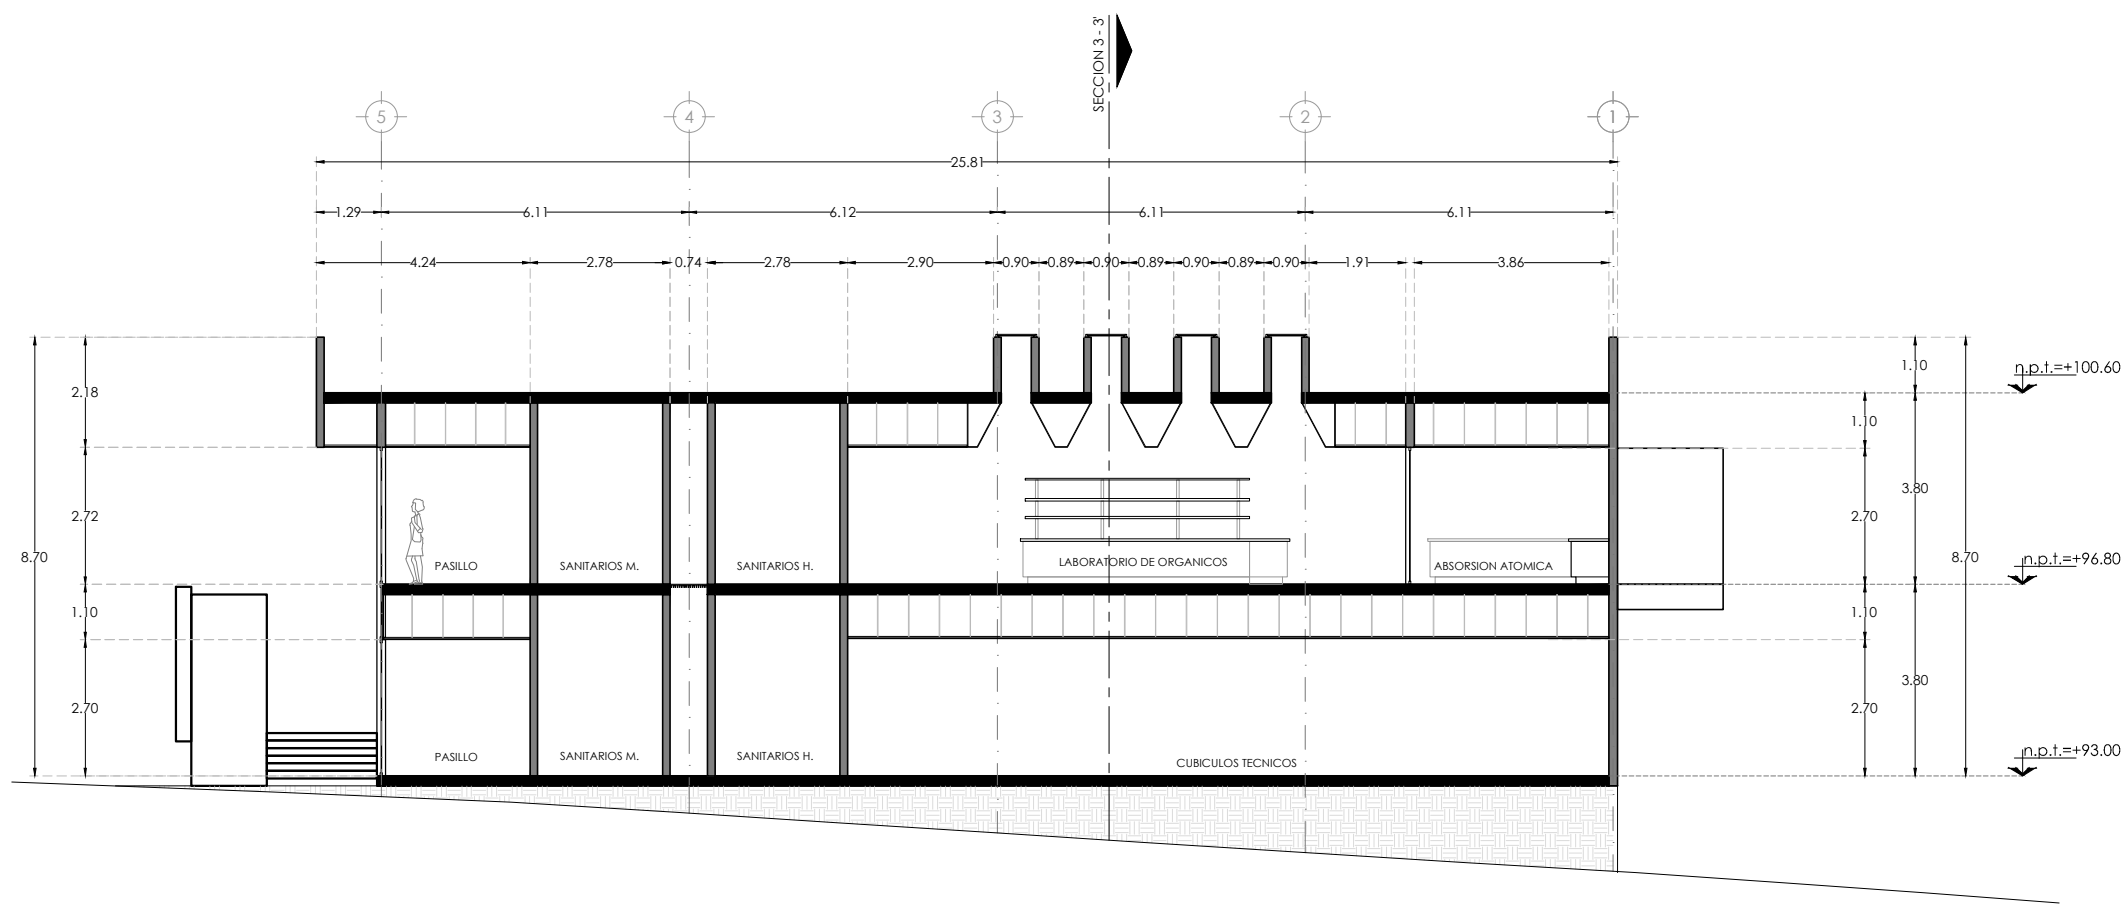 SECCION 3 - 3'
5
4
3
2
1
25.81
1.29
6.11
6.12
6.11
6.11
4.24
2.78
0.74
2.78
2.90
0.90
0.89
0.90
0.89
0.90
0.89
0.90
1.91
3.86
2.18
2.72
8.70
1.10
2.70
1.10
n.p.t.=+100.60
1.10
3.80
2.70
8.70
n.p.t.=+96.80
1.10
3.80
2.70
n.p.t.=+93.00
PASILLO
SANITARIOS M.
SANITARIOS H.
LABORATORIO DE ORGANICOS
ABSORSION ATOMICA
PASILLO
SANITARIOS M.
SANITARIOS H.
CUBICULOS TECNICOS